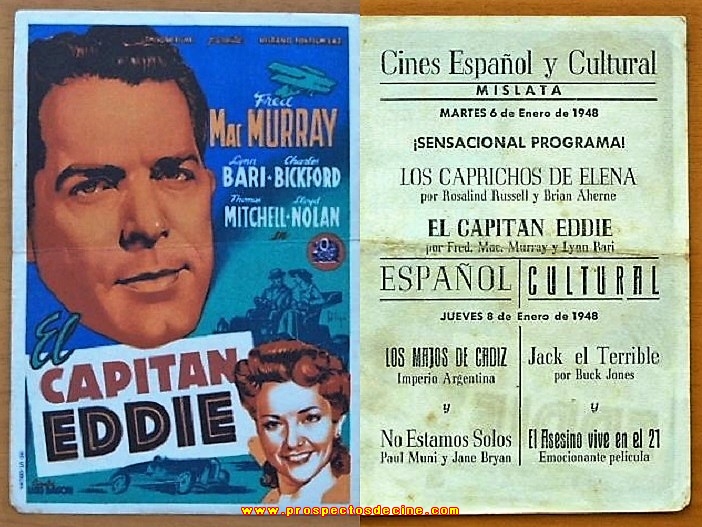 Fred
MAC MURRAY
Lynn Charles
BARI - BICKFORD
Thomas Lloyd
MITCHELL - NOLAN
in
El
CAPITAN
EDDIE
Cines Español y Cultural
MISLATA
MARTES 6 de Enero de 1948
¡SENSACIONAL PROGRAMA!
LOS CAPRICHOS DE ELENA
por Rosalind Russell y Brian Aherne
EL CAPITAN EDDIE
por Fred. Mac. Murray y Lynn Bari
ESPAÑOL CULTURAL
JUEVES 8 de Enero de 1948
LOS MAJOS DE CADIZ
Imperio Argentina
y
No Estamos Solos
Paul Muni y Jane Bryan
Jack el Terrible
por Buck Jones
y
El Asesino vive en el 21
Emocionante película
www.prospectosdecine.com